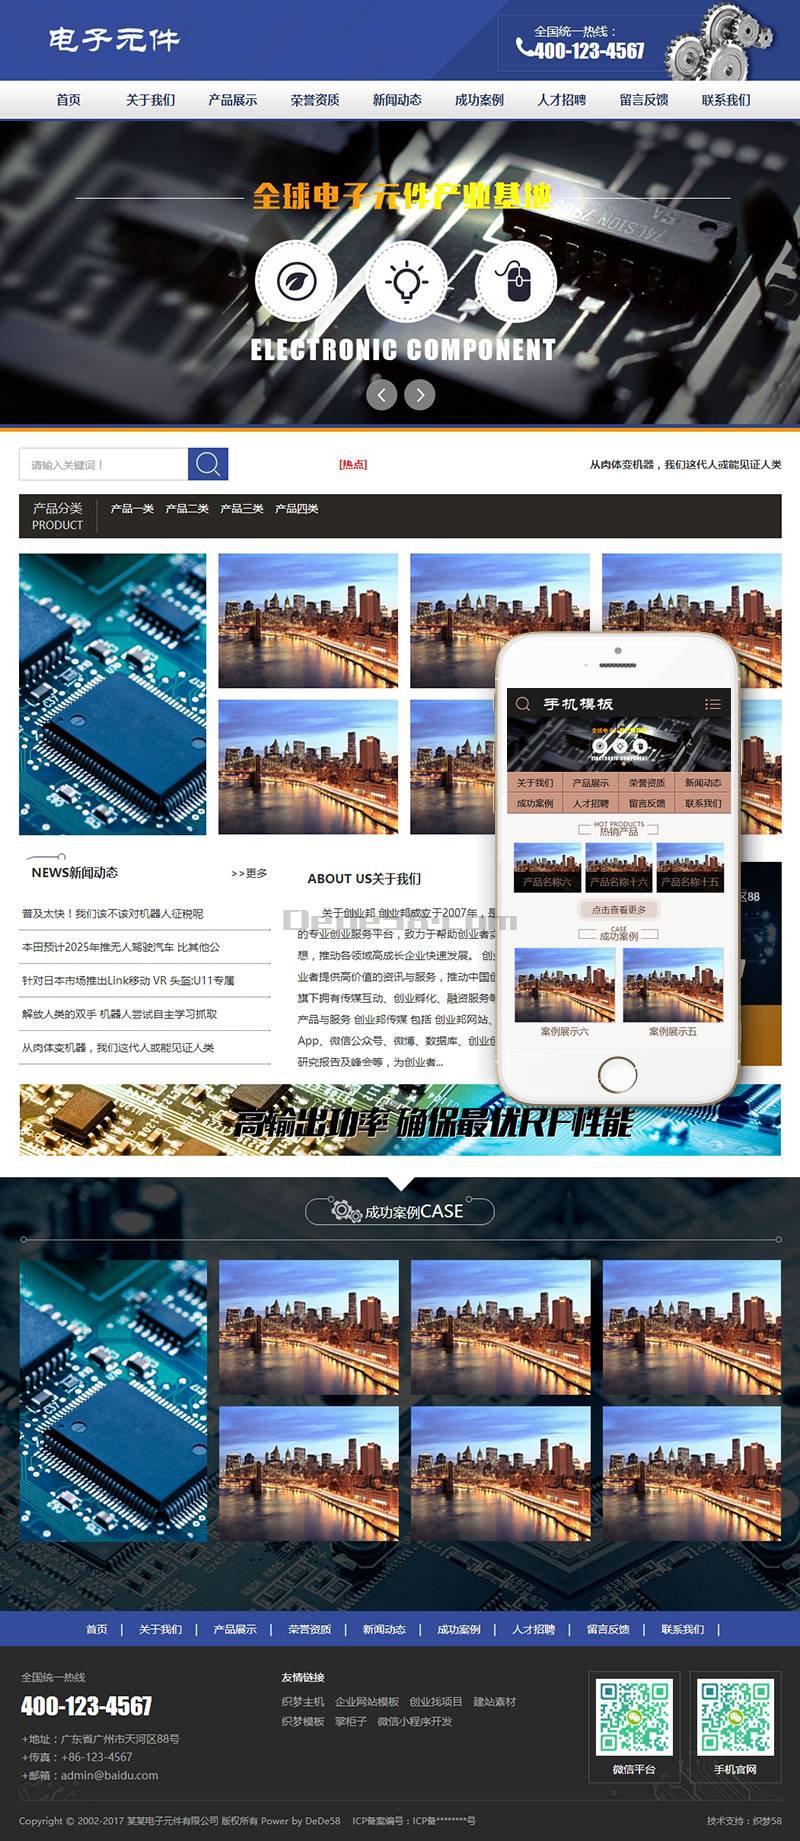 电子元件
全国统一热线：
400-123-4567
首页 关于我们 产品展示 荣誉资质 新闻动态 成功案例 人才招聘 留言反馈 联系我们
全球电子元件产业基地
74LS10N
ELECTRONIC COMPONENT
请输入关键词！
[热点]
从肉体变机器，我们这代人或能见证人类
产品分类
PRODUCT
产品一类 产品二类 产品三类 产品四类
手机模板
全球电子元件产业基地
ELECTRONIC COMPONENT
关于我们 产品展示 荣誉资质 新闻动态
成功案例 人才招聘 留言反馈 联系我们
HOT PRODUCTS
热销产品
产品名称六 产品名称十六 产品名称十五
点击查看更多
CASE
成功案例
案例展示六 案例展示五
NEWS新闻动态
>>更多
普及太快！我们该不该对机器人征税呢
本田预计2025年推无人驾驶汽车 比其他公
针对日本市场推出Link移动 VR 头盔:U11专属
解放人类的双手 机器人尝试自主学习抓取
从肉体变机器，我们这代人或能见证人类
ABOUT US关于我们
关于创业邦 创业邦成立于2007年，是
的专业创业服务平台，致力于帮助创业者实
想，推动各领域高成长企业快速发展。 创
业者提供高价值的资讯与服务，推动中国创
旗下拥有传媒互动、创业孵化、融资服务等
产品与服务 创业邦传媒 包括 创业邦网站、
App、微信公众号、微博、数据库、创业创
研究报告及峰会等，为创业者...
区88
Dede58.com
高输出功率 确保最优RF性能
成功案例CASE
首页 | 关于我们 | 产品展示 | 荣誉资质 | 新闻动态 | 成功案例 | 人才招聘 | 留言反馈 | 联系我们 |
全国统一热线
400-123-4567
+地址：广东省广州市天河区88号
+传真：+86-123-4567
+邮箱：admin@baidu.com
友情链接
织梦主机 企业网站模板 创业找项目 建站素材
织梦模板 掌柜子 微信小程序开发
微信平台
手机官网
Copyright © 2002-2017 某某电子元件有限公司 版权所有 Power by DeDe58 ICP备案编号：ICP备********号
技术支持：织梦58